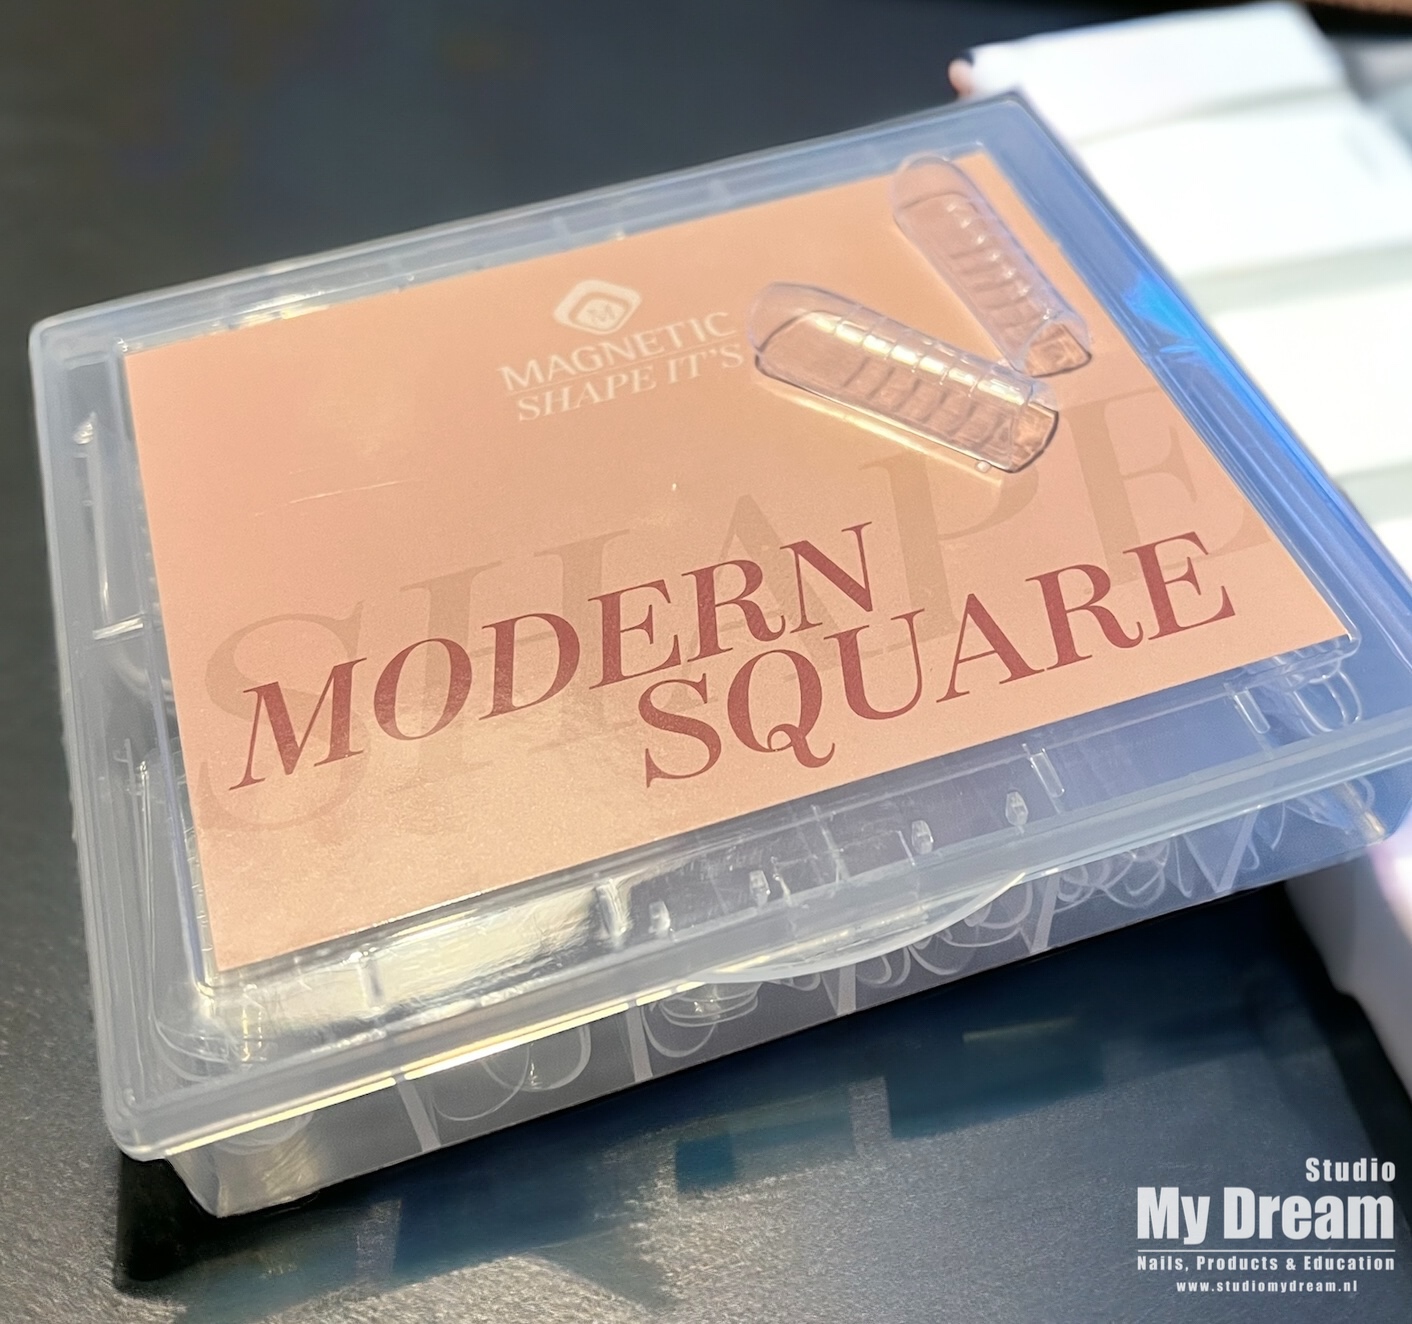 M
MAGNETIC
SHAPE IT'S
SHAPE
MODERN
SQUARE
Studio
My Dream
Nails, Products & Education
www.studiomydream.nl